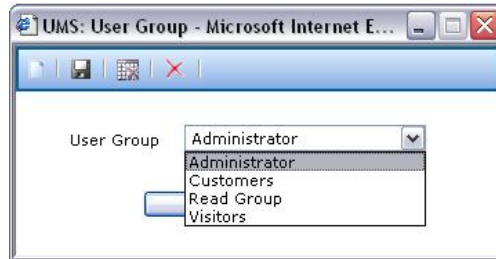 UMS: User Group - Microsoft Internet E...
User Group Administrator
Administrator
Customers
Read Group
Visitors